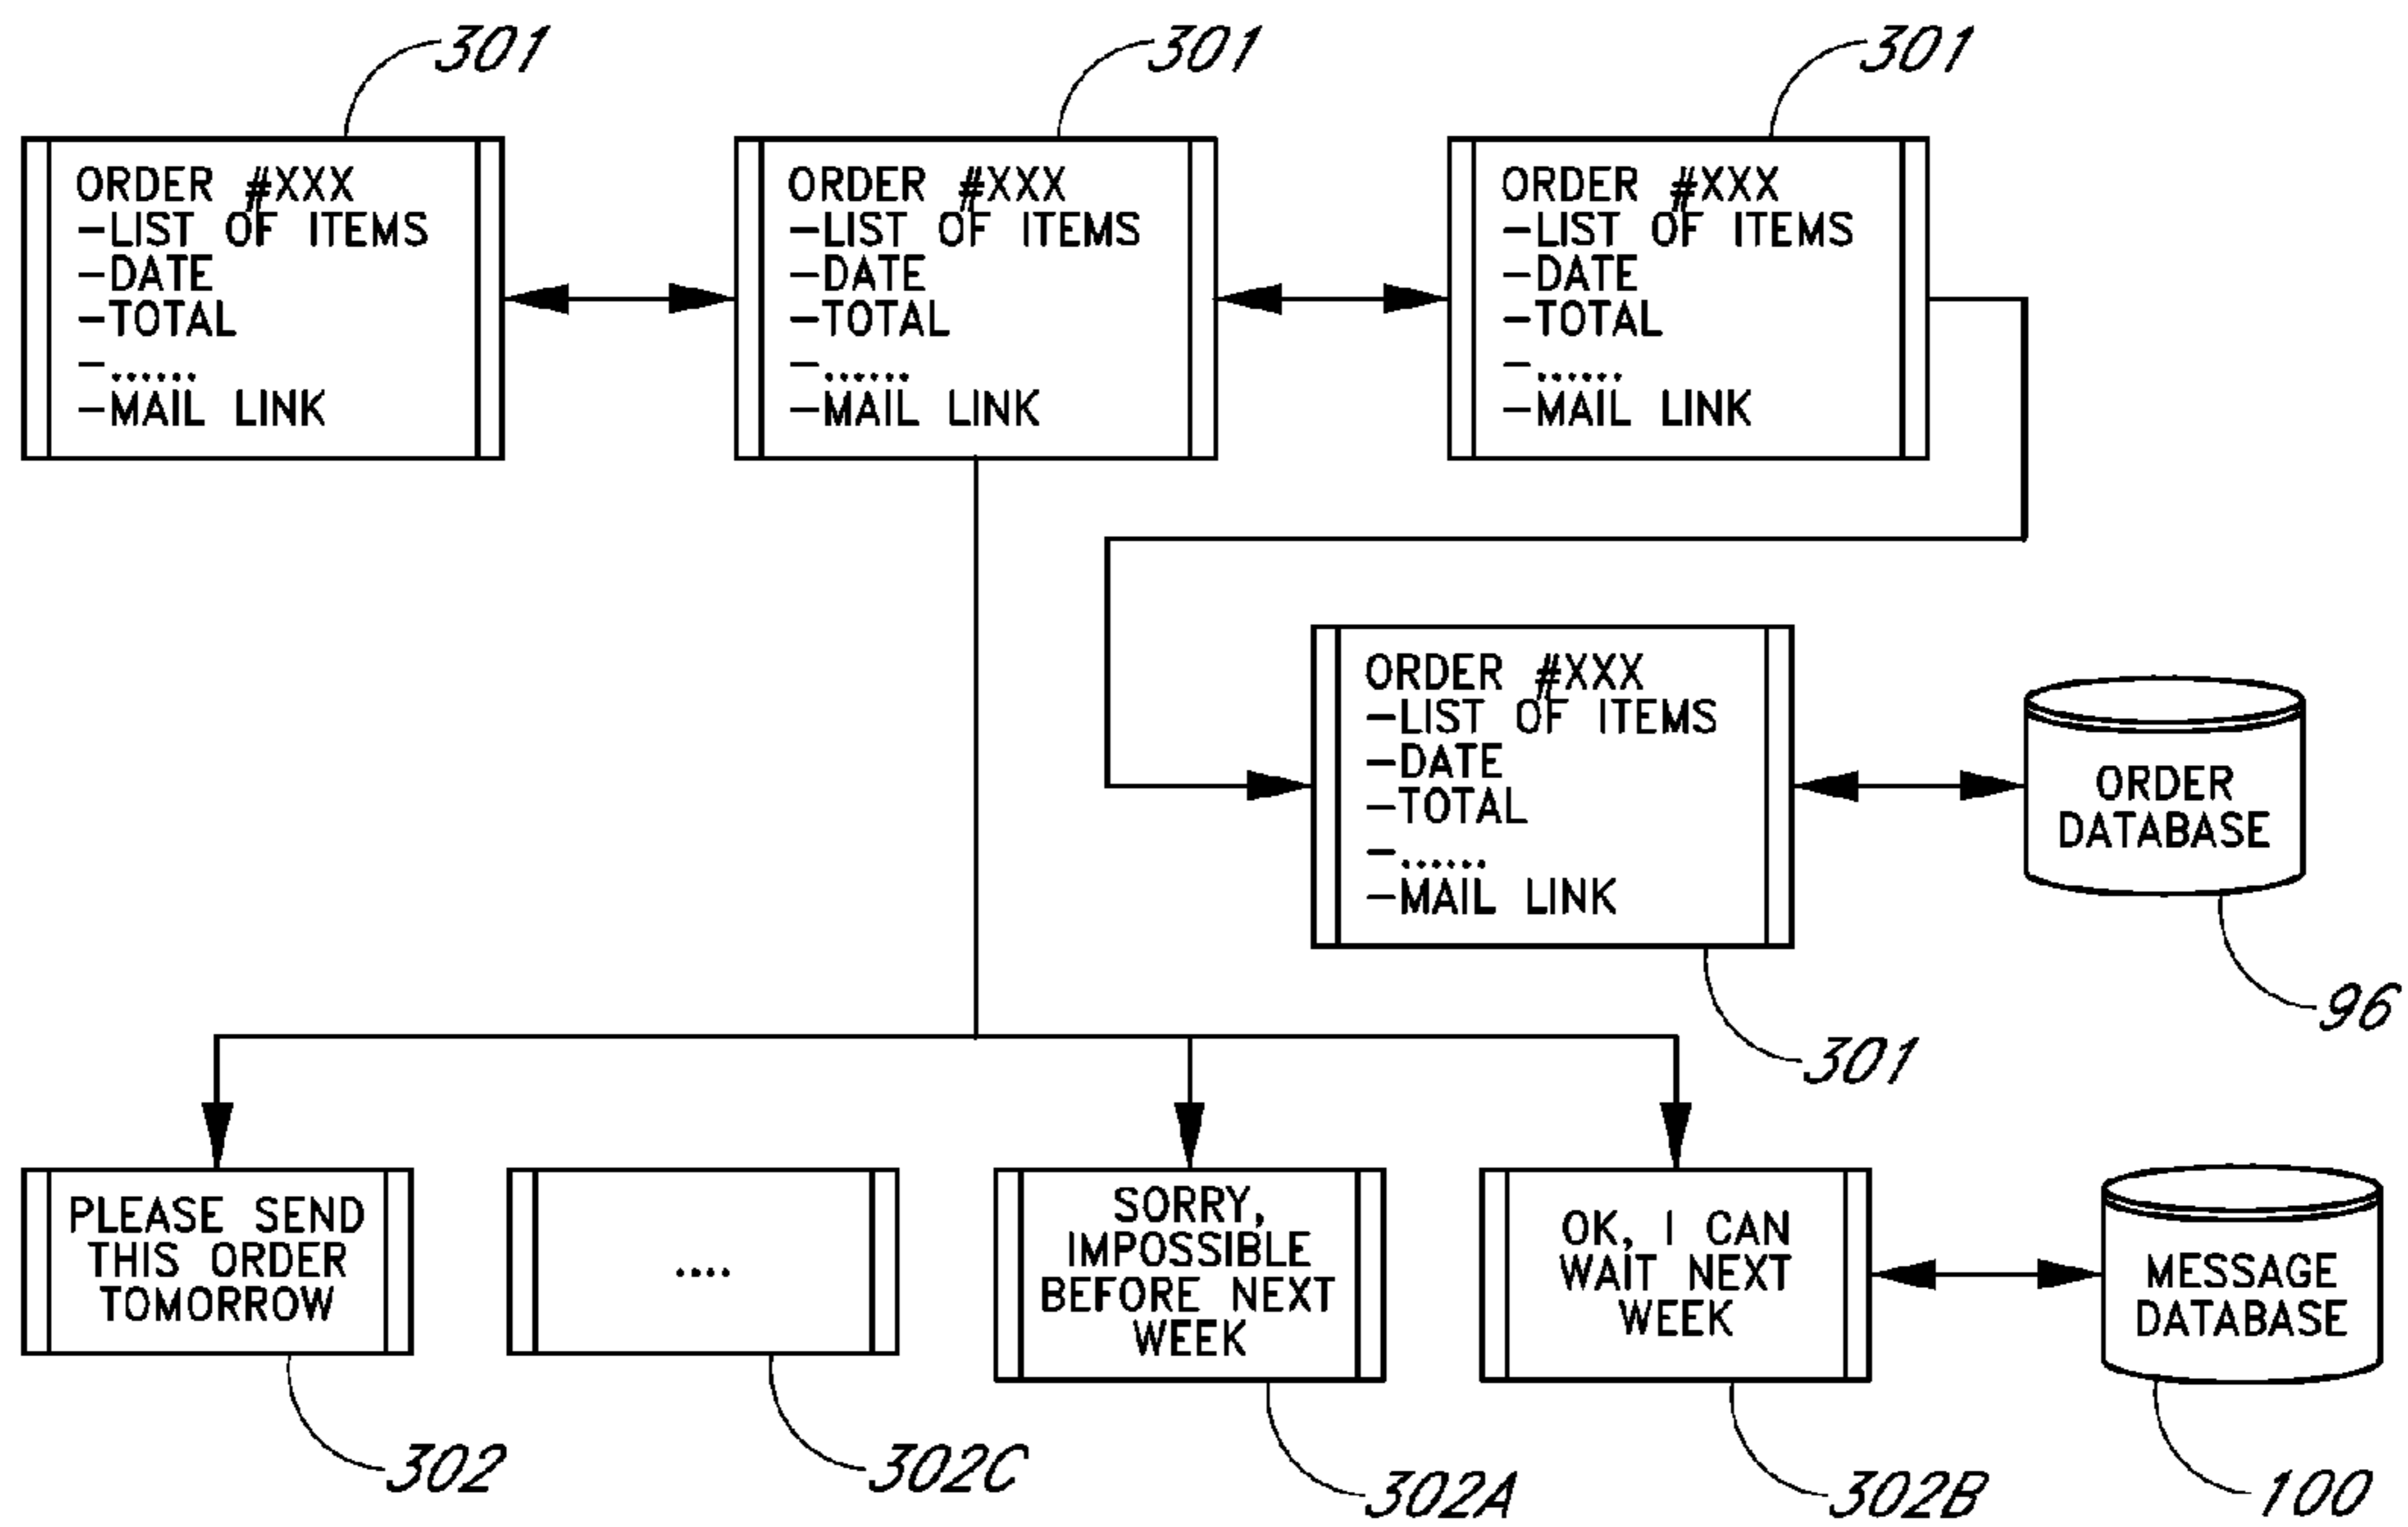 301
301
301
ORDER #XXX
-LIST OF ITEMS
-DATE
-TOTAL
-......
-MAIL LINK
ORDER #XXX
-LIST OF ITEMS
-DATE
-TOTAL
-......
-MAIL LINK
ORDER #XXX
-LIST OF ITEMS
-DATE
-TOTAL
-......
-MAIL LINK
ORDER #XXX
-LIST OF ITEMS
-DATE
-TOTAL
-......
-MAIL LINK
ORDER
DATABASE
96
301
PLEASE SEND
THIS ORDER
TOMORROW
....
SORRY,
IMPOSSIBLE
BEFORE NEXT
WEEK
OK, I CAN
WAIT NEXT
WEEK
MESSAGE
DATABASE
302
302C
302A
302B
100